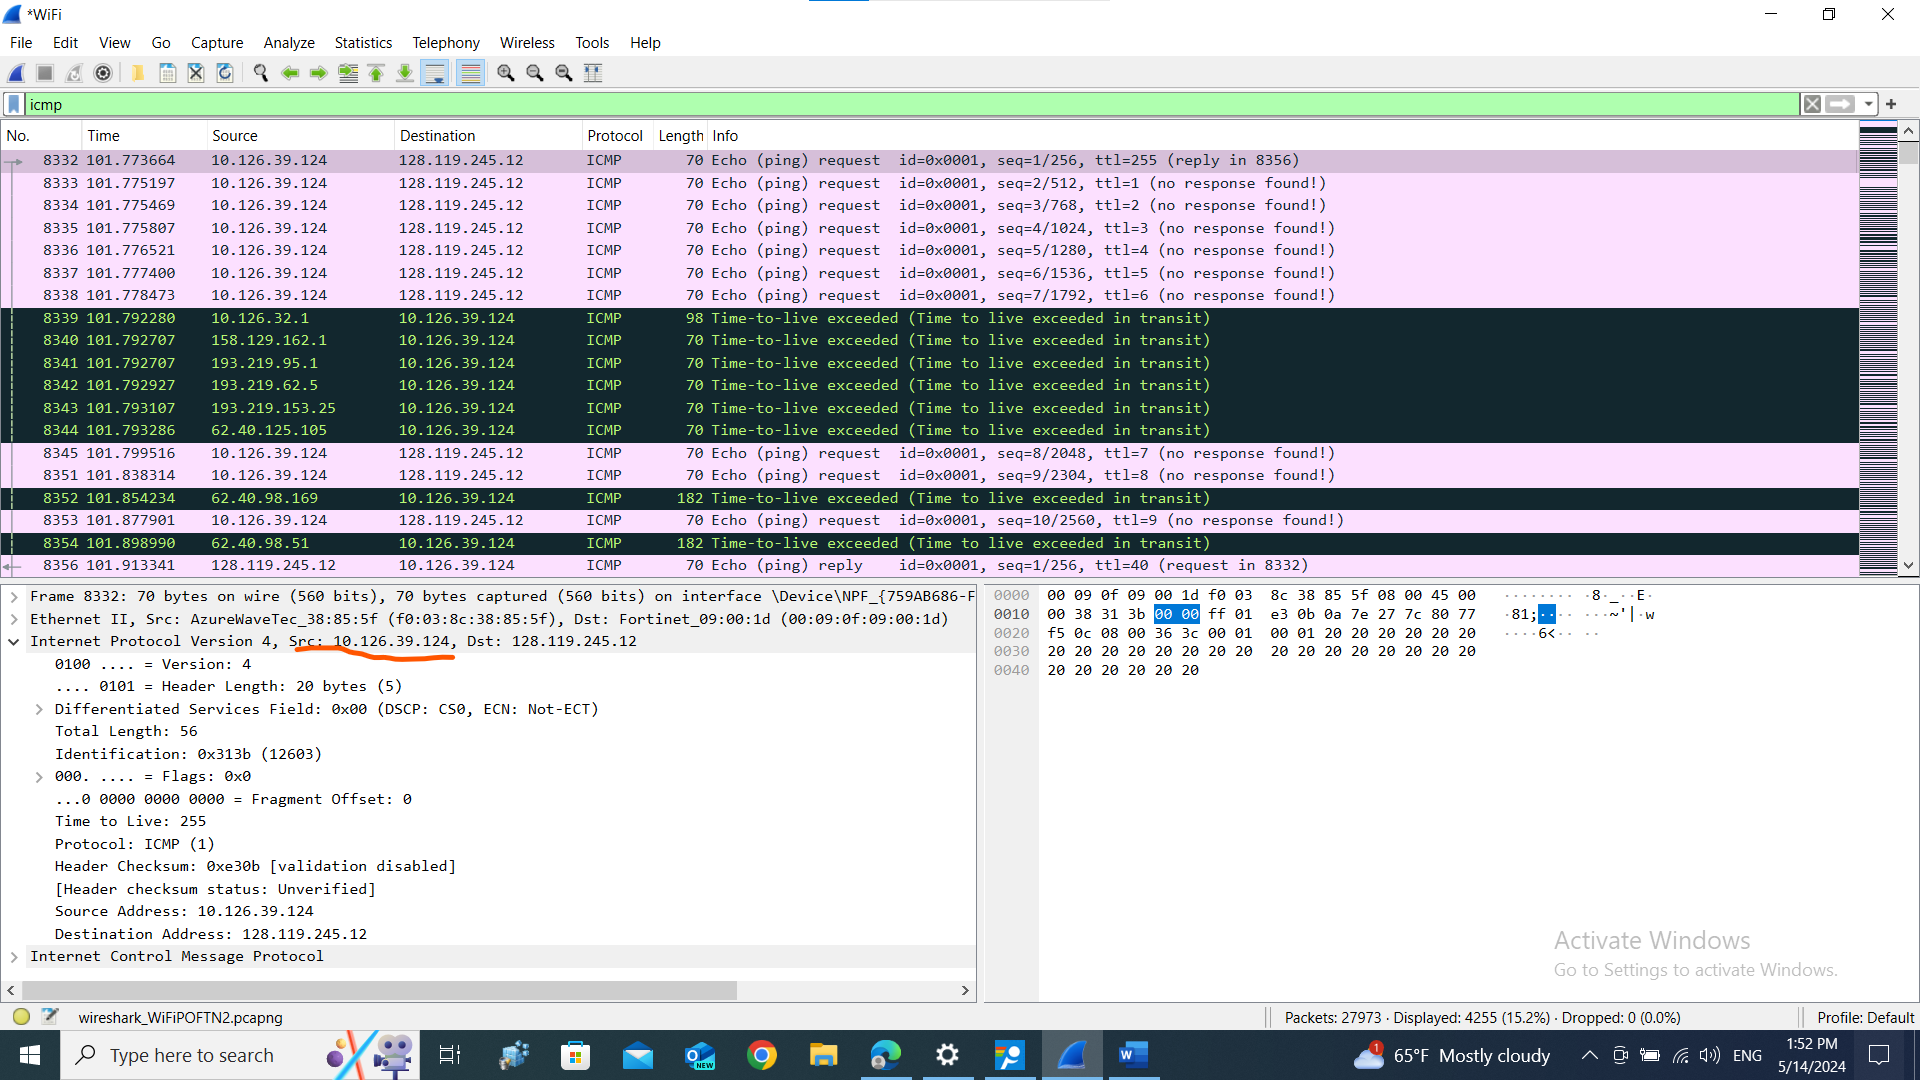 *WiFi
File Edit View Go Capture Analyze Statistics Telephony Wireless Tools Help
icmp
No. Time Source Destination Protocol Length Info
8332 101.773664 10.126.39.124 128.119.245.12 ICMP 70 Echo (ping) request id=0x0001, seq=1/256, ttl=255 (reply in 8356)
8333 101.775197 10.126.39.124 128.119.245.12 ICMP 70 Echo (ping) request id=0x0001, seq=2/512, ttl=1 (no response found!)
8334 101.775469 10.126.39.124 128.119.245.12 ICMP 70 Echo (ping) request id=0x0001, seq=3/768, ttl=2 (no response found!)
8335 101.775807 10.126.39.124 128.119.245.12 ICMP 70 Echo (ping) request id=0x0001, seq=4/1024, ttl=3 (no response found!)
8336 101.776521 10.126.39.124 128.119.245.12 ICMP 70 Echo (ping) request id=0x0001, seq=5/1280, ttl=4 (no response found!)
8337 101.777400 10.126.39.124 128.119.245.12 ICMP 70 Echo (ping) request id=0x0001, seq=6/1536, ttl=5 (no response found!)
8338 101.778473 10.126.39.124 128.119.245.12 ICMP 70 Echo (ping) request id=0x0001, seq=7/1792, ttl=6 (no response found!)
8339 101.792280 10.126.32.1 10.126.39.124 ICMP 98 Time-to-live exceeded (Time to live exceeded in transit)
8340 101.792707 158.129.162.1 10.126.39.124 ICMP 70 Time-to-live exceeded (Time to live exceeded in transit)
8341 101.792707 193.219.95.1 10.126.39.124 ICMP 70 Time-to-live exceeded (Time to live exceeded in transit)
8342 101.792927 193.219.62.5 10.126.39.124 ICMP 70 Time-to-live exceeded (Time to live exceeded in transit)
8343 101.793107 193.219.153.25 10.126.39.124 ICMP 70 Time-to-live exceeded (Time to live exceeded in transit)
8344 101.793286 62.40.125.105 10.126.39.124 ICMP 70 Time-to-live exceeded (Time to live exceeded in transit)
8345 101.799516 10.126.39.124 128.119.245.12 ICMP 70 Echo (ping) request id=0x0001, seq=8/2048, ttl=7 (no response found!)
8351 101.838314 10.126.39.124 128.119.245.12 ICMP 70 Echo (ping) request id=0x0001, seq=9/2304, ttl=8 (no response found!)
8352 101.854234 62.40.98.169 10.126.39.124 ICMP 182 Time-to-live exceeded (Time to live exceeded in transit)
8353 101.877901 10.126.39.124 128.119.245.12 ICMP 70 Echo (ping) request id=0x0001, seq=10/2560, ttl=9 (no response found!)
8354 101.898990 62.40.98.51 10.126.39.124 ICMP 182 Time-to-live exceeded (Time to live exceeded in transit)
8356 101.913341 128.119.245.12 10.126.39.124 ICMP 70 Echo (ping) reply id=0x0001, seq=1/256, ttl=40 (request in 8332)
Frame 8332: 70 bytes on wire (560 bits), 70 bytes captured (560 bits) on interface \Device\NPF_{759AB686-F
Ethernet II, Src: AzureWaveTec_38:85:5f (f0:03:8c:38:85:5f), Dst: Fortinet_09:00:1d (00:09:0f:09:00:1d)
Internet Protocol Version 4, Src: 10.126.39.124, Dst: 128.119.245.12
0100 .... = Version: 4
.... 0101 = Header Length: 20 bytes (5)
Differentiated Services Field: 0x00 (DSCP: CS0, ECN: Not-ECT)
Total Length: 56
Identification: 0x313b (12603)
000. .... = Flags: 0x0
...0 0000 0000 0000 = Fragment Offset: 0
Time to Live: 255
Protocol: ICMP (1)
Header Checksum: 0xe30b [validation disabled]
[Header checksum status: Unverified]
Source Address: 10.126.39.124
Destination Address: 128.119.245.12
Internet Control Message Protocol
0000 00 09 0f 09 00 1d f0 03 8c 38 85 5f 08 00 45 00 ········ ·8·_··E·
0010 00 38 31 3b 00 00 ff 01 e3 0b 0a 7e 27 7c 80 77 ·81;···· ···~'|·w
0020 f5 0c 08 00 36 3c 00 01 00 01 20 20 20 20 20 20 ····6<·· ··
0030 20 20 20 20 20 20 20 20 20 20 20 20 20 20 20 20
0040 20 20 20 20 20 20
Activate Windows
Go to Settings to activate Windows.
wireshark_WiFiPOFTN2.pcapng
Packets: 27973 · Displayed: 4255 (15.2%) · Dropped: 0 (0.0%)
Profile: Default
Type here to search
NEW
W
1
65°F Mostly cloudy
ENG
1:52 PM
5/14/2024